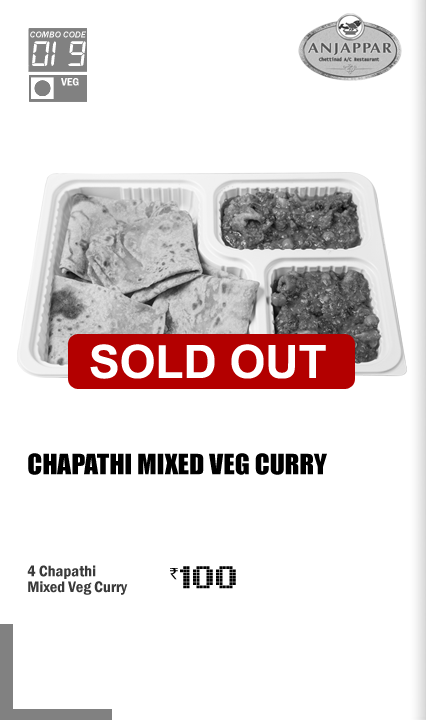 COMBO CODE
019
VEG
ANJAPPAR
Chettinad A/C Restaurant
SOLD OUT
CHAPATHI MIXED VEG CURRY
4 Chapathi
Mixed Veg Curry
₹100